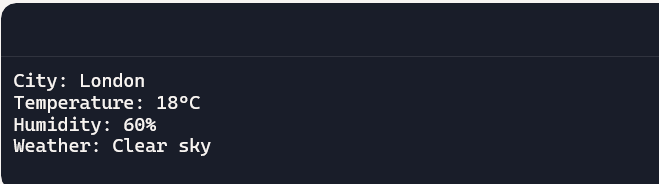 City: London
Temperature: 18°C
Humidity: 60%
Weather: Clear sky